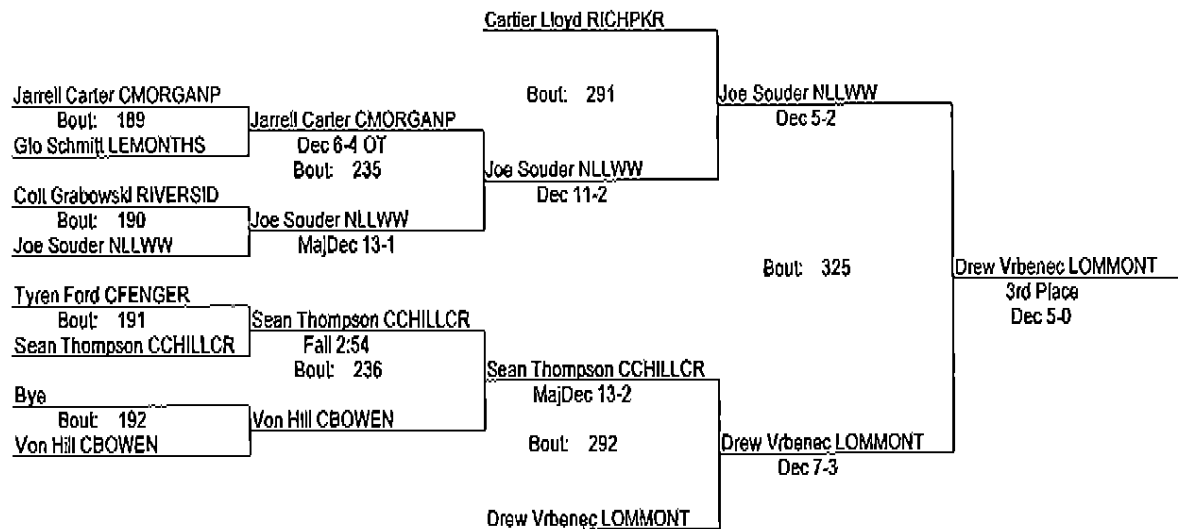 Cartier Lloyd RICHPKR
Jarrell Carter CMORGANP
Bout: 189
Glo Schmitt LEMONTHS
Jarrell Carter CMORGANP
Dec 6-4 OT
Bout: 235
Colt Grabowski RIVERSID
Bout: 190
Joe Souder NLLWW
Joe Souder NLLWW
MajDec 13-1
Bout: 291
Joe Souder NLLWW
Dec 11-2
Joe Souder NLLWW
Dec 5-2
Tyren Ford CFENGER
Bout: 191
Sean Thompson CCHILLCR
Sean Thompson CCHILLCR
Fall 2:54
Bout: 236
Bye
Bout: 192
Von Hill CBOWEN
Von Hill CBOWEN
Sean Thompson CCHILLCR
MajDec 13-2
Bout: 292
Drew Vrbenec LOMMONT
Drew Vrbenec LOMMONT
Dec 7-3
Bout: 325
Drew Vrbenec LOMMONT
3rd Place
Dec 5-0